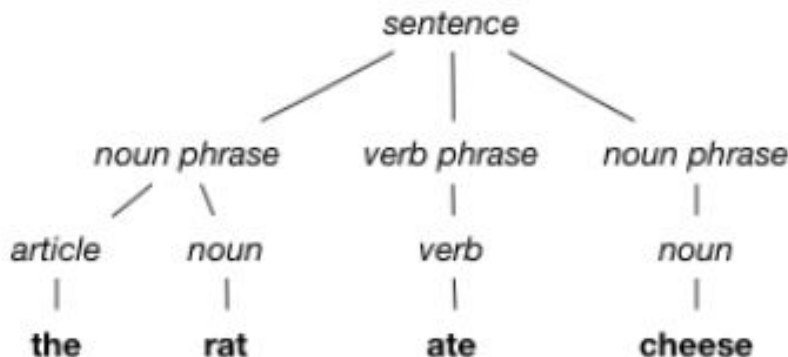 sentence
noun phrase verb phrase noun phrase
article noun verb noun
the rat ate cheese